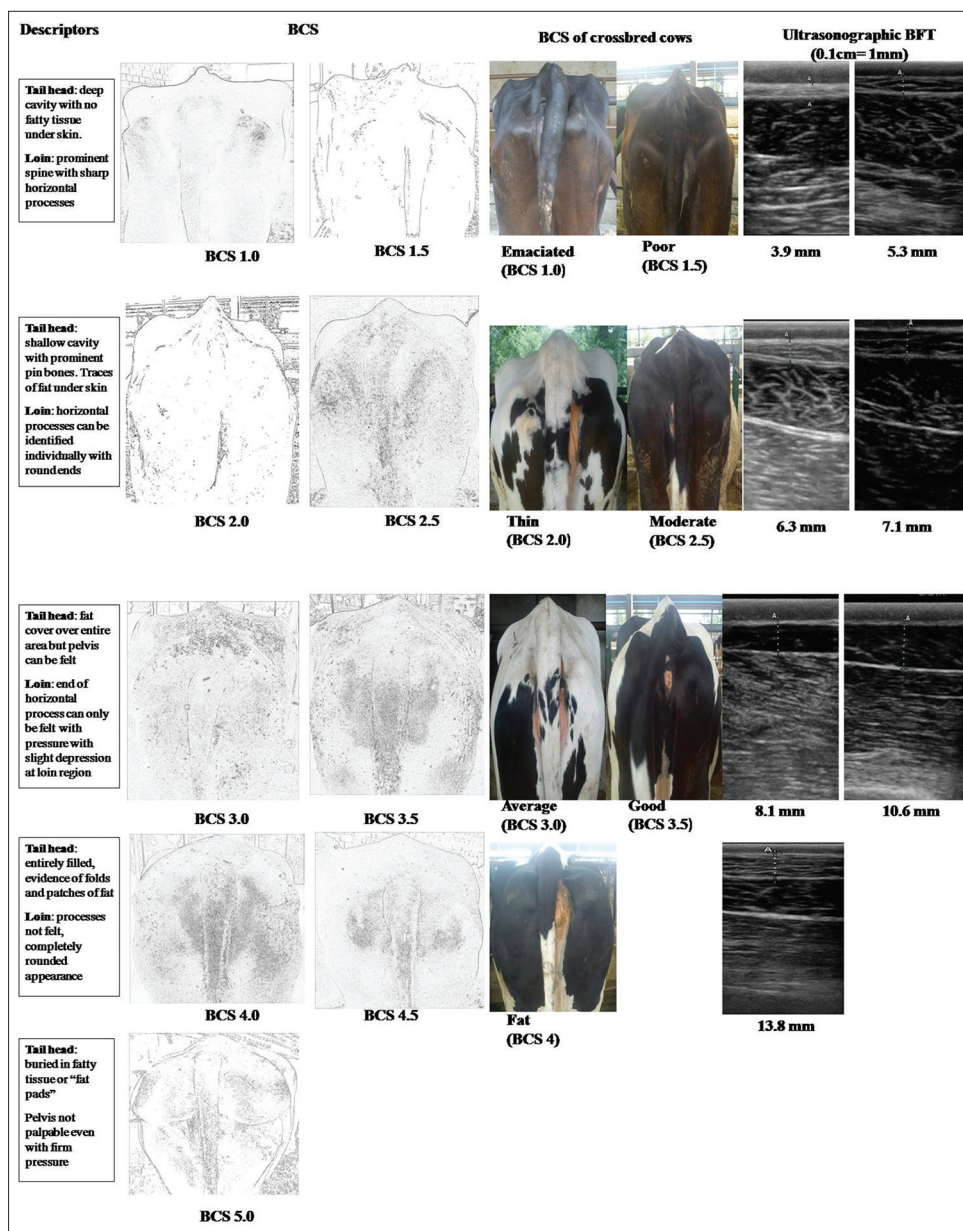 Descriptors
BCS
BCS of crossbred cows
Ultrasonographic BFT
(0.1cm= 1mm)
Tail head: deep
cavity with no
fatty tissue
under skin.
Loin: prominent
spine with sharp
horizontal
processes
BCS 1.0
BCS 1.5
Emaciated
(BCS 1.0)
Poor
(BCS 1.5)
A
A
A
3.9 mm
5.3 mm
Tail head:
shallow cavity
with prominent
pin bones. Traces
of fat under skin
Loin: horizontal
processes can be
identified
individually with
round ends
BCS 2.0
BCS 2.5
Thin
(BCS 2.0)
Moderate
(BCS 2.5)
A
A
6.3 mm
7.1 mm
Tail head: fat
cover over entire
area but pelvis
can be felt
Loin: end of
horizontal
process can only
be felt with
pressure with
slight depression
at loin region
BCS 3.0
BCS 3.5
Average
(BCS 3.0)
Good
(BCS 3.5)
A
A
8.1 mm
10.6 mm
Tail head:
entirely filled,
evidence of folds
and patches of fat
Loin: processes
not felt,
completely
rounded
appearance
BCS 4.0
BCS 4.5
Fat
(BCS 4)
A
13.8 mm
Tail head:
buried in fatty
tissue or “fat
pads”
Pelvis not
palpable even
with firm
pressure
BCS 5.0